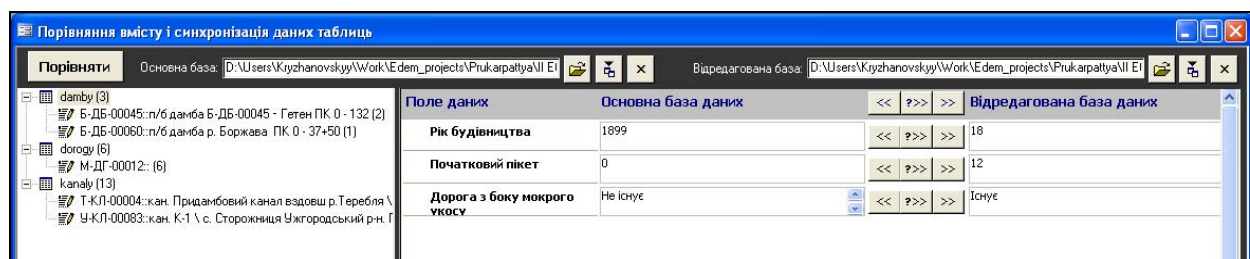 Порівняння вмісту і синхронізація даних таблиць
Порівняти Основна база: D:\Users\Kryzhanovskyy\Work\Edem_projects\Prukarpattya\II El Відредагована база: D:\Users\Kryzhanovskyy\Work\Edem_projects\Prukarpattya\II El
damby (3)
Б-ДБ-00045::п/б дамба Б-ДБ-00045 - Гетен ПК 0 - 132 (2)
Б-ДБ-00060::п/б дамба р. Боржава ПК 0 - 37+50 (1)
dorogy (6)
М-ДГ-00012:: (6)
kanaly (13)
Т-КЛ-00004::кан. Придамбовий канал вздовш р.Теребля \
У-КЛ-00083::кан. К-1 \ с. Сторожниця Ужгородський р-н. Г
Поле даних Основна база даних << ?>> >> Відредагована база даних
Рік будівництва 1899 << ?>> >> 18
Початковий пікет 0 << ?>> >> 12
Дорога з боку мокрого Не існує << ?>> >> Існує
укосу